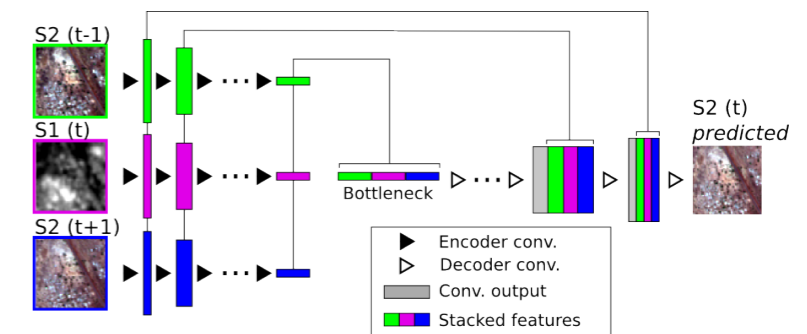 S2 (t-1)
S1 (t)
S2 (t+1)
Bottleneck
S2 (t)
predicted
Encoder conv.
Decoder conv.
Conv. output
Stacked features